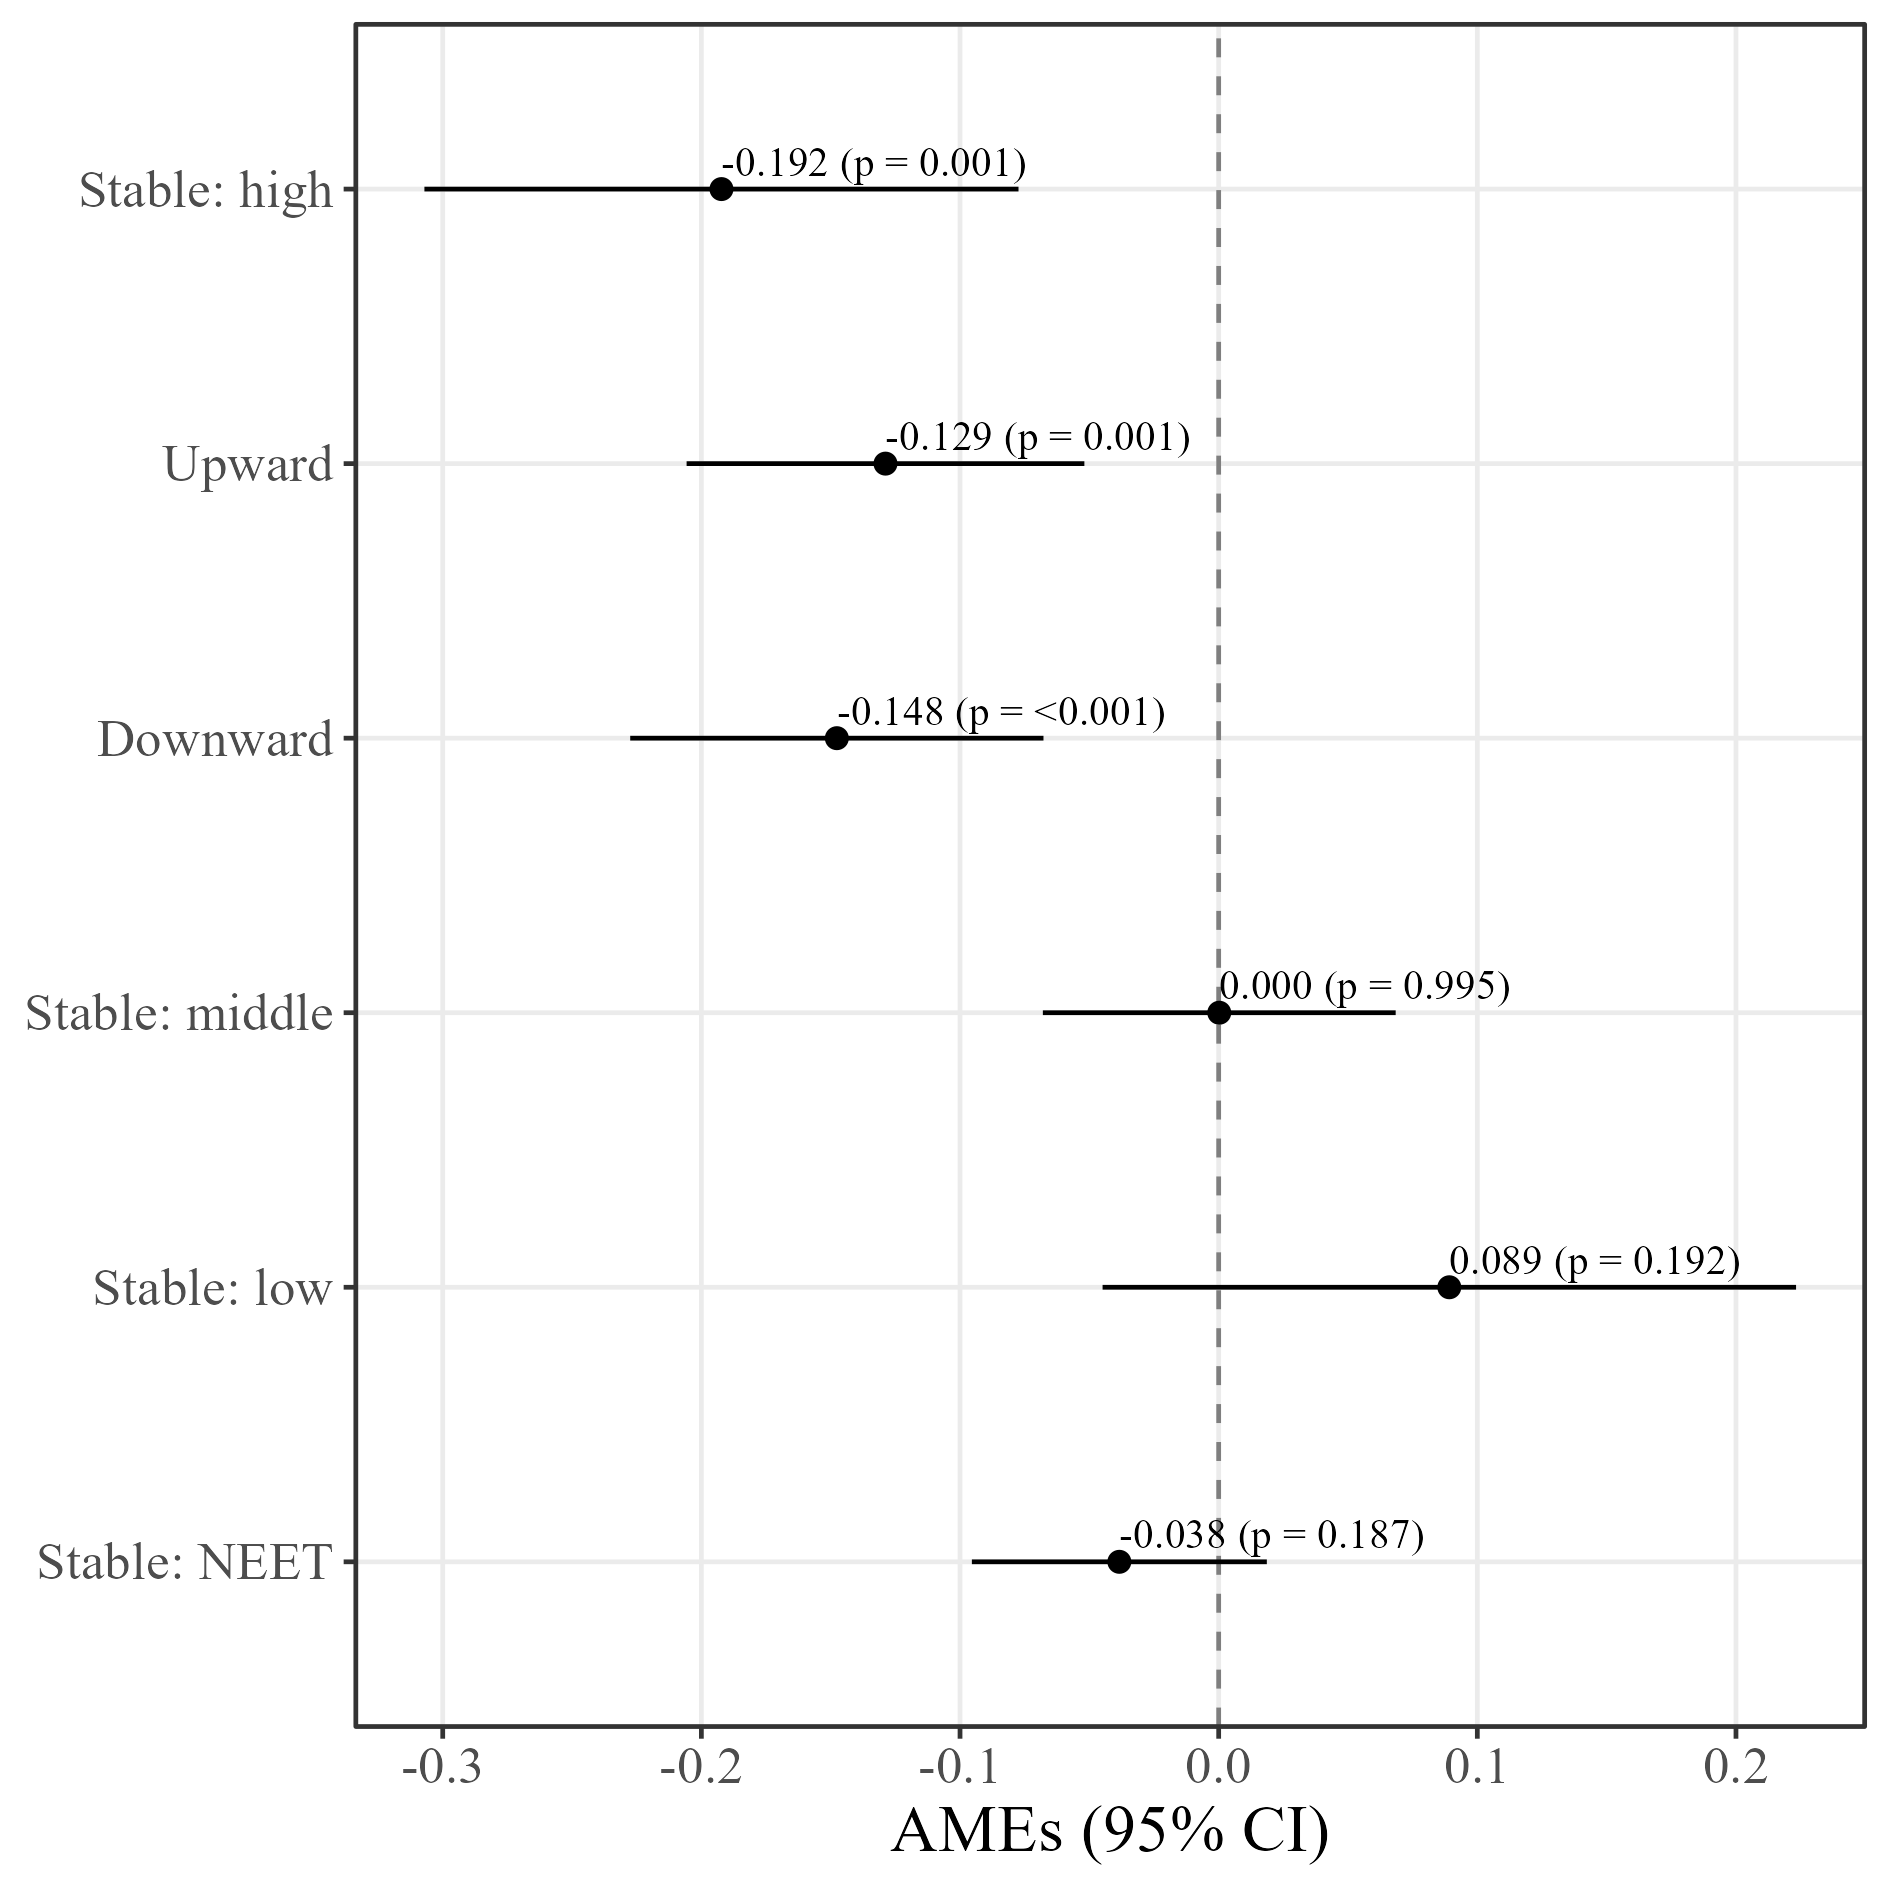 -0.192 (p = 0.001)
Stable: high
-0.129 (p = 0.001)
Upward
-0.148 (p = <0.001)
Downward
0.000 (p = 0.995)
Stable: middle
0.089 (p = 0.192)
Stable: low
-0.038 (p = 0.187)
Stable: NEET
-0.3 -0.2 -0.1 0.0 0.1 0.2
AMEs (95% CI)